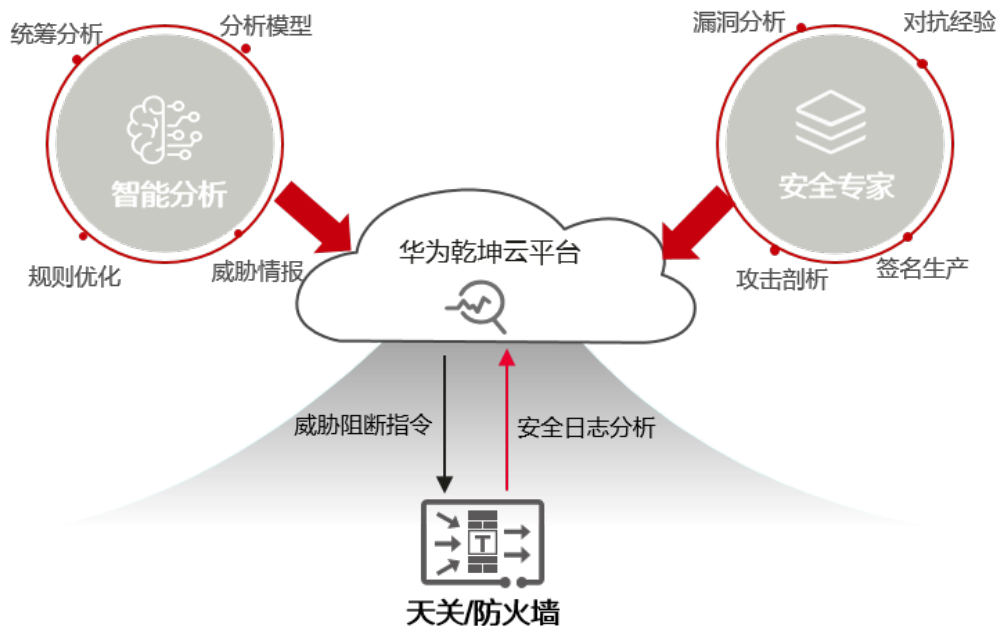 统筹分析
分析模型
智能分析
规则优化
威胁情报
漏洞分析
对抗经验
安全专家
攻击剖析
签名生产
华为乾坤云平台
威胁阻断指令
安全日志分析
T
天关/防火墙